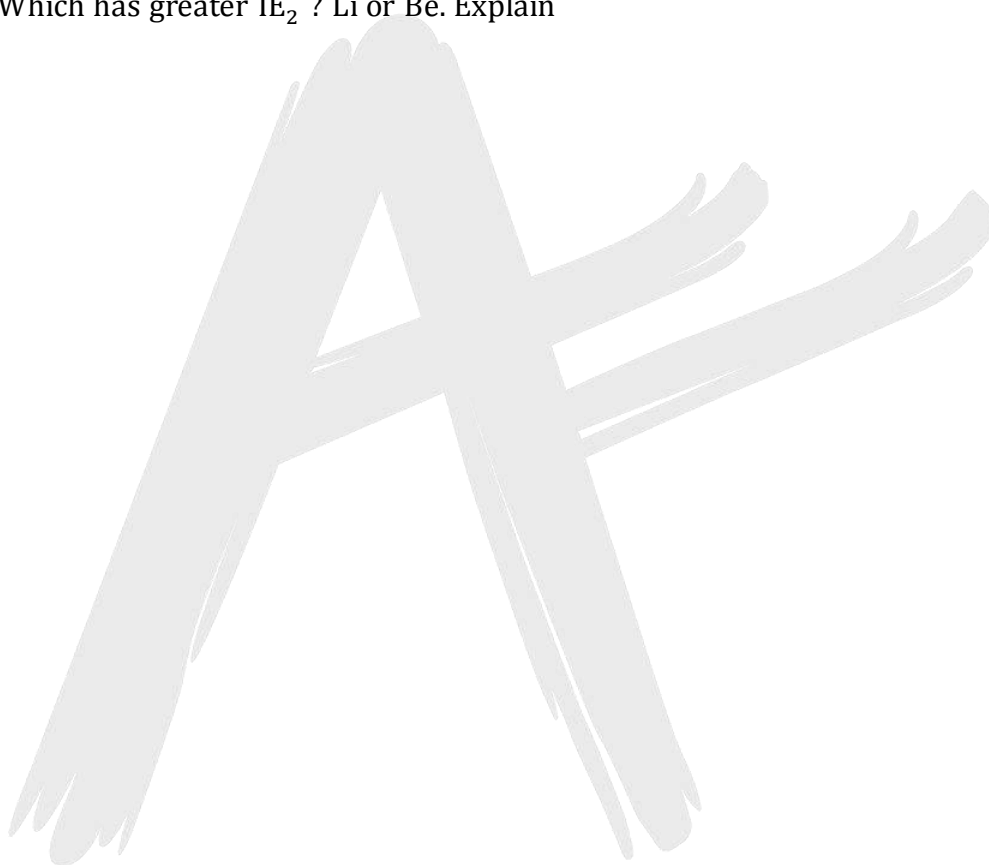 Which has greater IE₂ ? Li or Be. Explain